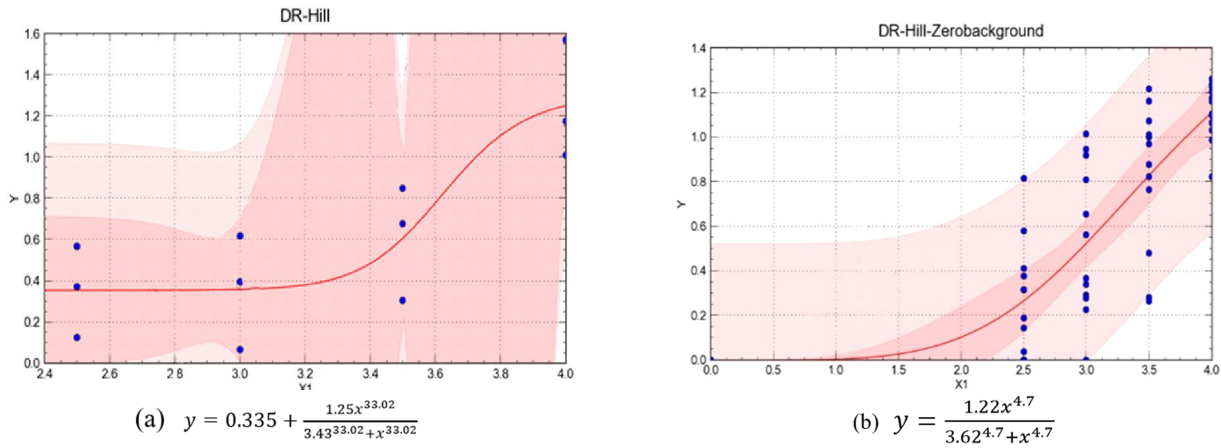 DR-Hill
1.6
1.4
1.2
1.0
0.8
0.6
0.4
0.2
0.0
Y
2.4 2.6 2.8 3.0 3.2 3.4 3.6 3.8 4.0
X1
(a) y = 0.335 + 1.25x^33.02 / 3.43^33.02 + x^33.02
DR-Hill-Zerobackground
1.4
1.2
1.0
0.8
0.6
0.4
0.2
0.0
Y
0.0 0.5 1.0 1.5 2.0 2.5 3.0 3.5 4.0
X1
(b) y = 1.22x^4.7 / 3.62^4.7 + x^4.7